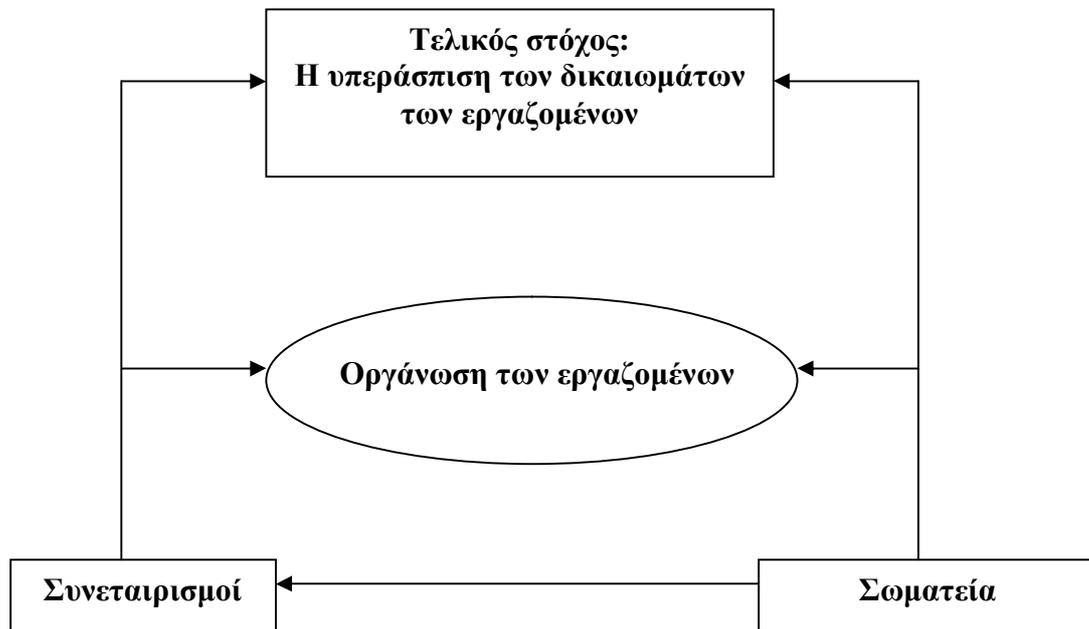 Τελικός στόχος:
Η υπεράσπιση των δικαιωμάτων
των εργαζομένων
Οργάνωση των εργαζομένων
Συνεταιρισμοί
Σωματεία